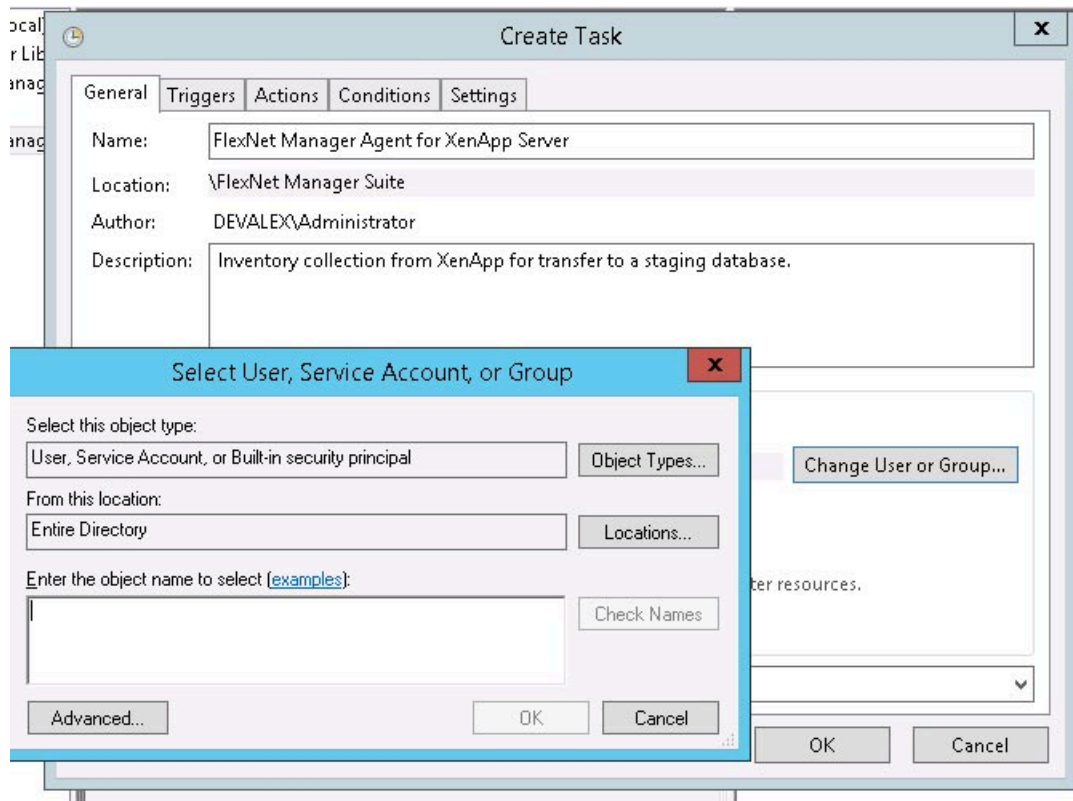 Create Task
General Triggers Actions Conditions Settings
Name: FlexNet Manager Agent for XenApp Server
Location: \FlexNet Manager Suite
Author: DEVALEX\Administrator
Description: Inventory collection from XenApp for transfer to a staging database.
Change User or Group...
ter resources.
OK Cancel
Select User, Service Account, or Group
Select this object type:
User, Service Account, or Built-in security principal Object Types...
From this location:
Entire Directory Locations...
Enter the object name to select (examples):
Check Names
Advanced... OK Cancel